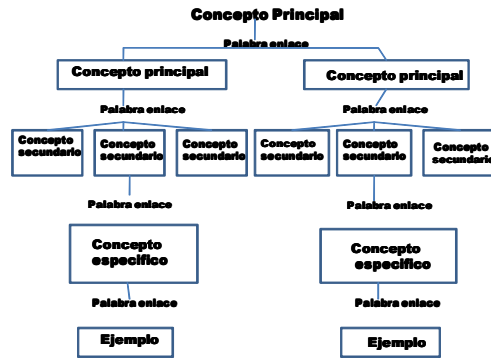 Concepto Principal
Palabra enlace
Concepto principal
Concepto principal
Palabra enlace
Palabra enlace
Concepto
secundario
Concepto
secundario
Concepto
secundario
Concepto
secundario
Concepto
secundario
Concepto
secundario
Palabra enlace
Palabra enlace
Concepto
especifico
Concepto
especifico
Palabra enlace
Palabra enlace
Ejemplo
Ejemplo